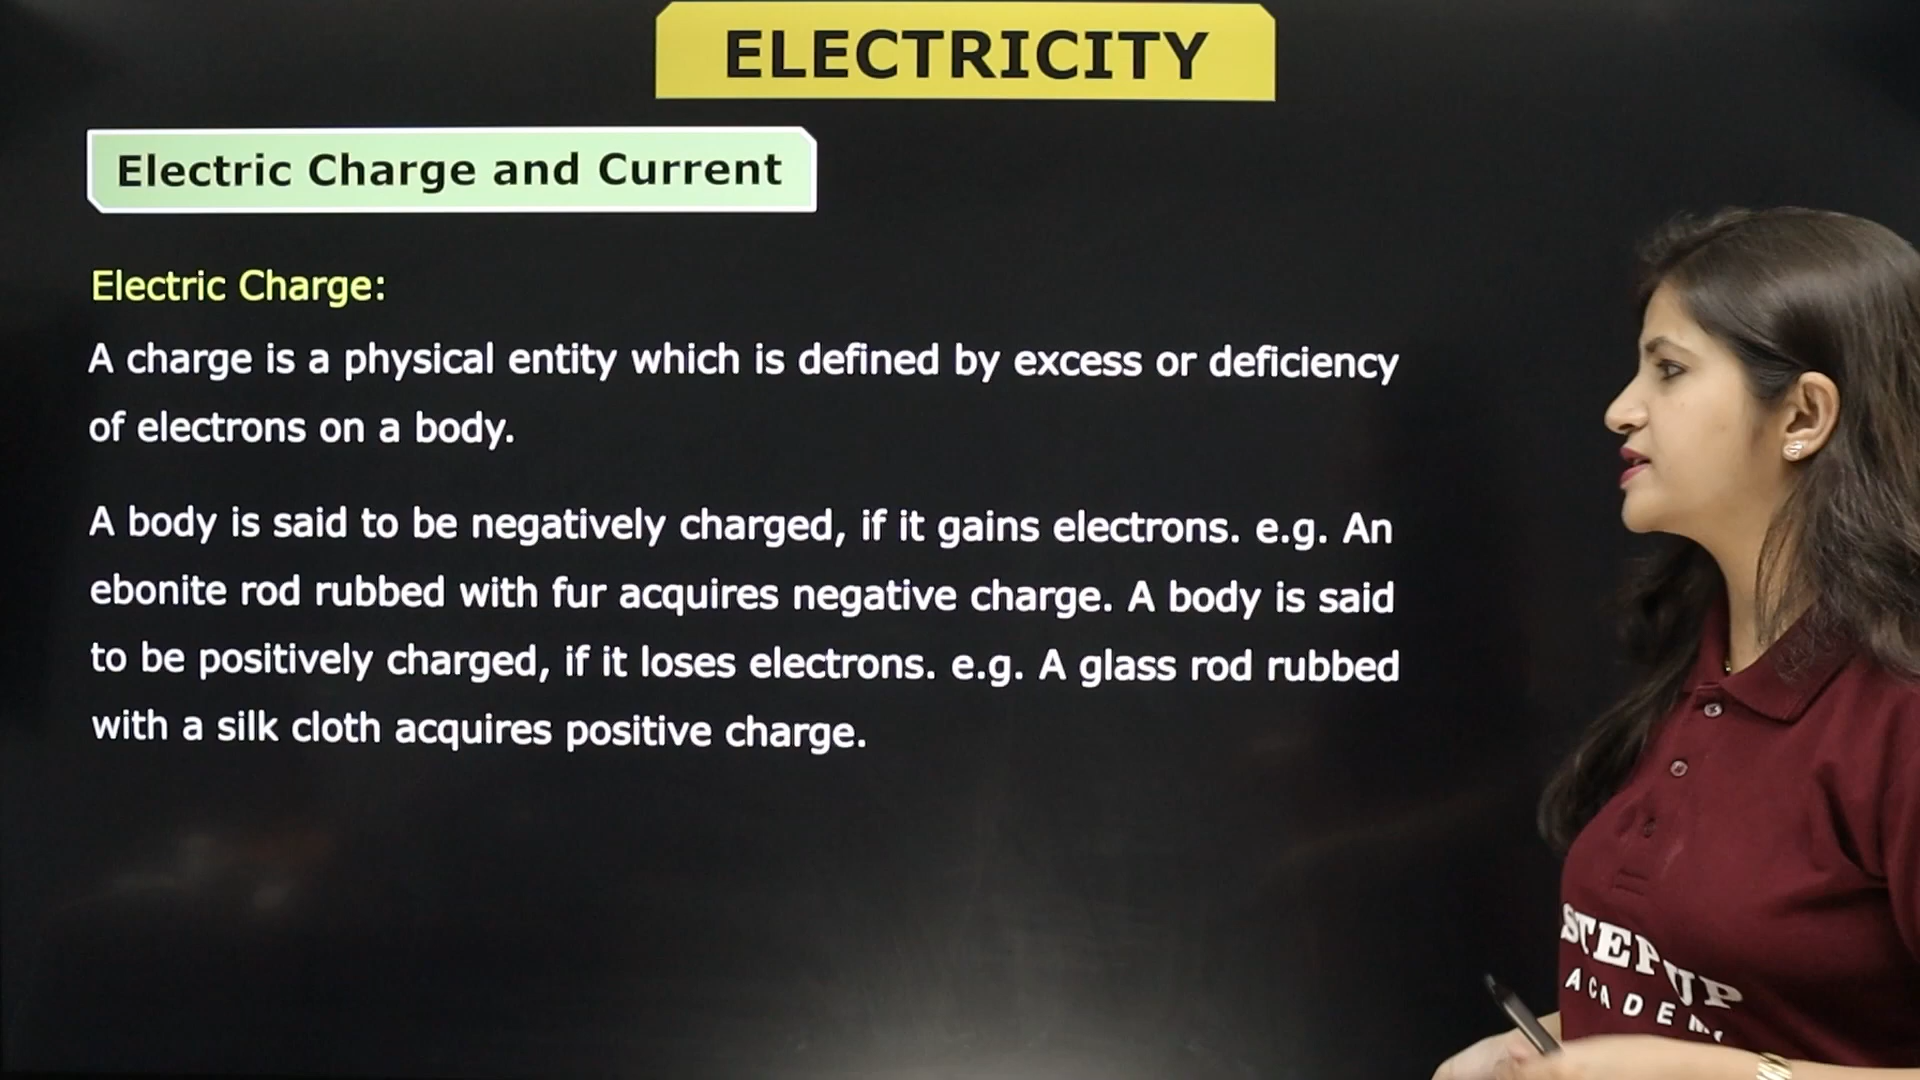 ELECTRICITY
Electric Charge and Current
Electric Charge:
A charge is a physical entity which is defined by excess or deficiency
of electrons on a body.
A body is said to be negatively charged, if it gains electrons. e.g. An
ebonite rod rubbed with fur acquires negative charge. A body is said
to be positively charged, if it loses electrons. e.g. A glass rod rubbed
with a silk cloth acquires positive charge.
STEPUP
ACADEM